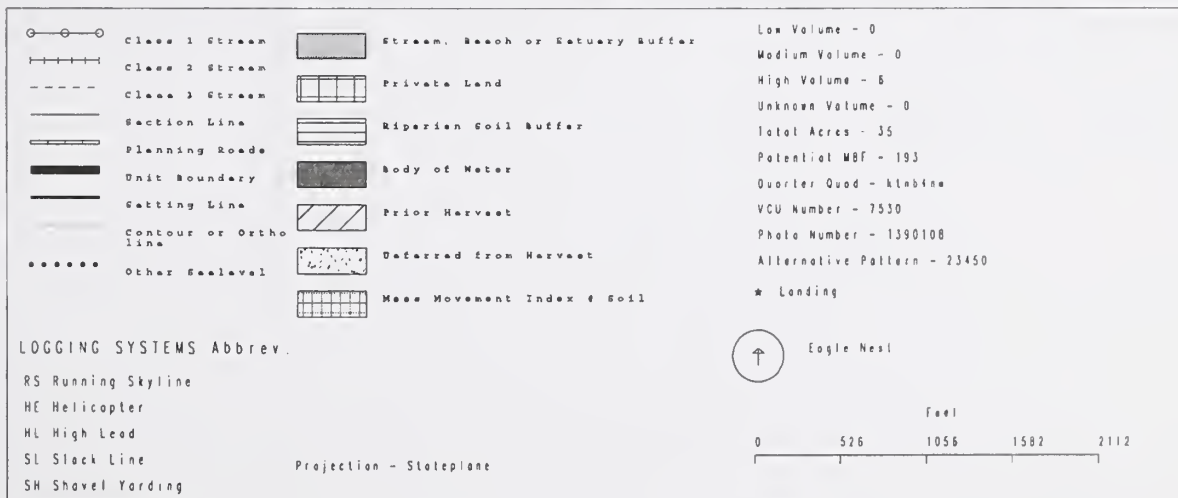 Class 1 Stream
Class 2 Stream
Class 3 Stream
Section Line
Planning Roads
Unit Boundary
Setting Line
Contour or Ortho
line
Other Sealevel
Stream, Beach or Estuary Buffer
Private Land
Riparian Soil Buffer
Body of Water
Prior Harvest
Deferred from Harvest
Mass Movement Index 4 Soil
Low Volume - 0
Medium Volume - 0
High Volume - 6
Unknown Volume - 0
Total Acres - 35
Potential MBF - 193
Quarter Quad - ktnb4ne
VCU Number - 7530
Photo Number - 1390108
Alternative Pattern - 23450
★ Landing
Eagle Nest
LOGGING SYSTEMS Abbrev.
RS Running Skyline
HE Helicopter
HL High Lead
SL Slack Line
SH Shovel Yarding
Projection - Stateplane
Feet
0 526 1056 1582 2112